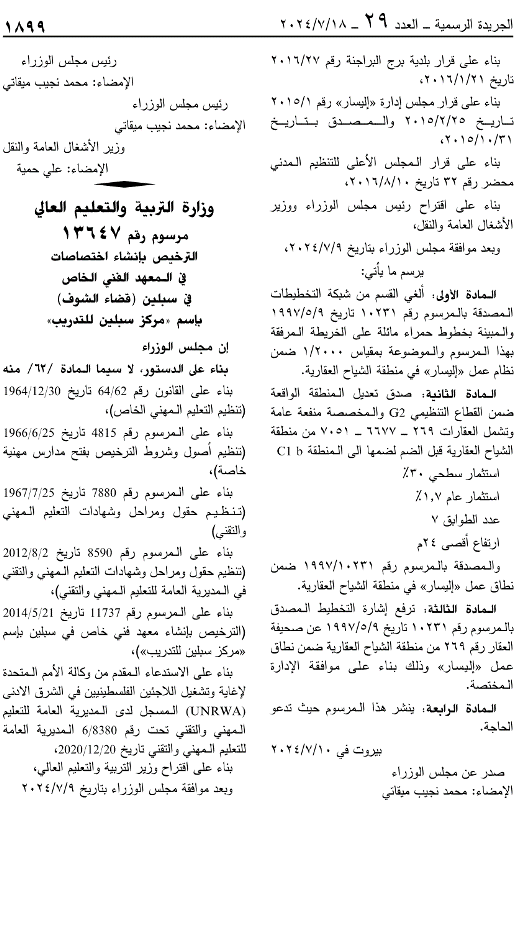 الجريدة الرسمية ــ العدد ٢٩ ــ ٢٠٢٤/٧/١٨
١٨٩٩
بناء على قرار بلدية برج البراجنة رقم ٢٠١٦/٢٧
تاريخ ٢٠١٦/١/٢١،
بناء على قرار مجلس إدارة «إليسار» رقم ٢٠١٥/١
تـاريـخ ٢٠١٥/٢/٢٥ والـمـصـدق بـتـاريـخ
٢٠١٥/١٠/٣١،
بناء على قرار المجلس الأعلى للتنظيم المدني
محضر رقم ٣٢ تاريخ ٢٠١٦/٨/١٠،
بناء على اقتراح رئيس مجلس الوزراء ووزير
الأشغال العامة والنقل،
وبعد موافقة مجلس الوزراء بتاريخ ٢٠٢٤/٧/٩،
يرسم ما يأتي:
المادة الأولى: ألغي القسم من شبكة التخطيطات
المصدقة بالمرسوم رقم ١٠٢٣١ تاريخ ١٩٩٧/٥/٩
والمبينة بخطوط حمراء مائلة على الخريطة المرفقة
بهذا المرسوم والموضوعة بمقياس ١/٢٠٠٠ ضمن
نظام عمل «إليسار» في منطقة الشياح العقارية.
المادة الثانية: صدق تعديل المنطقة الواقعة
ضمن القطاع التنظيمي G2 والمخصصة منفعة عامة
وتشمل العقارات ٢٦٩ ــ ٦٦٧٧ ــ ٧٠٥١ من منطقة
الشياح العقارية قبل الضم لضمها الى المنطقة C1 b
استثمار سطحي ٣٠٪
استثمار عام ١,٧٪
عدد الطوابق ٧
ارتفاع أقصى ٢٤م
والمصدقة بالمرسوم رقم ١٩٩٧/١٠٢٣١ ضمن
نطاق عمل «إليسار» في منطقة الشياح العقارية.
المادة الثالثة: ترفع إشارة التخطيط المصدق
بالمرسوم رقم ١٠٢٣١ تاريخ ١٩٩٧/٥/٩ عن صحيفة
العقار رقم ٢٦٩ من منطقة الشياح العقارية ضمن نطاق
عمل «إليسار» وذلك بناء على موافقة الإدارة
المختصة.
المادة الرابعة: ينشر هذا المرسوم حيث تدعو
الحاجة.
بيروت في ٢٠٢٤/٧/١٠
صدر عن مجلس الوزراء
الإمضاء: محمد نجيب ميقاتي
رئيس مجلس الوزراء
الإمضاء: محمد نجيب ميقاتي
رئيس مجلس الوزراء
الإمضاء: محمد نجيب ميقاتي
وزير الأشغال العامة والنقل
الإمضاء: علي حمية
وزارة التربية والتعليم العالي
مرسوم رقم ١٣٦٤٧
الترخيص بإنشاء اختصاصات
في المعهد الفني الخاص
في سبلين (قضاء الشوف)
بإسم «مركز سبلين للتدريب»
إن مجلس الوزراء
بناء على الدستور، لا سيما المادة /٦٢/ منه
بناء على القانون رقم 64/62 تاريخ 1964/12/30
(تنظيم التعليم المهني الخاص)،
بناء على المرسوم رقم 4815 تاريخ 1966/6/25
(تنظيم أصول وشروط الترخيص بفتح مدارس مهنية
خاصة)،
بناء على المرسوم رقم 7880 تاريخ 1967/7/25
(تـنـظـيـم حقول ومراحل وشهادات التعليم المهني
والتقني)
بناء على المرسوم رقم 8590 تاريخ 2012/8/2
(تنظيم حقول ومراحل وشهادات التعليم المهني والتقني
في المديرية العامة للتعليم المهني والتقني)،
بناء على المرسوم رقم 11737 تاريخ 2014/5/21
(الترخيص بإنشاء معهد فني خاص في سبلين بإسم
«مركز سبلين للتدريب»)،
بناء على الاستدعاء المقدم من وكالة الأمم المتحدة
لإغاية وتشغيل اللاجئين الفلسطينيين في الشرق الادنى
(UNRWA) المسجل لدى المديرية العامة للتعليم
المهني والتقني تحت رقم 6/8380 المديرية العامة
للتعليم المهني والتقني تاريخ 2020/12/20،
بناء على اقتراح وزير التربية والتعليم العالي،
وبعد موافقة مجلس الوزراء بتاريخ ٢٠٢٤/٧/٩